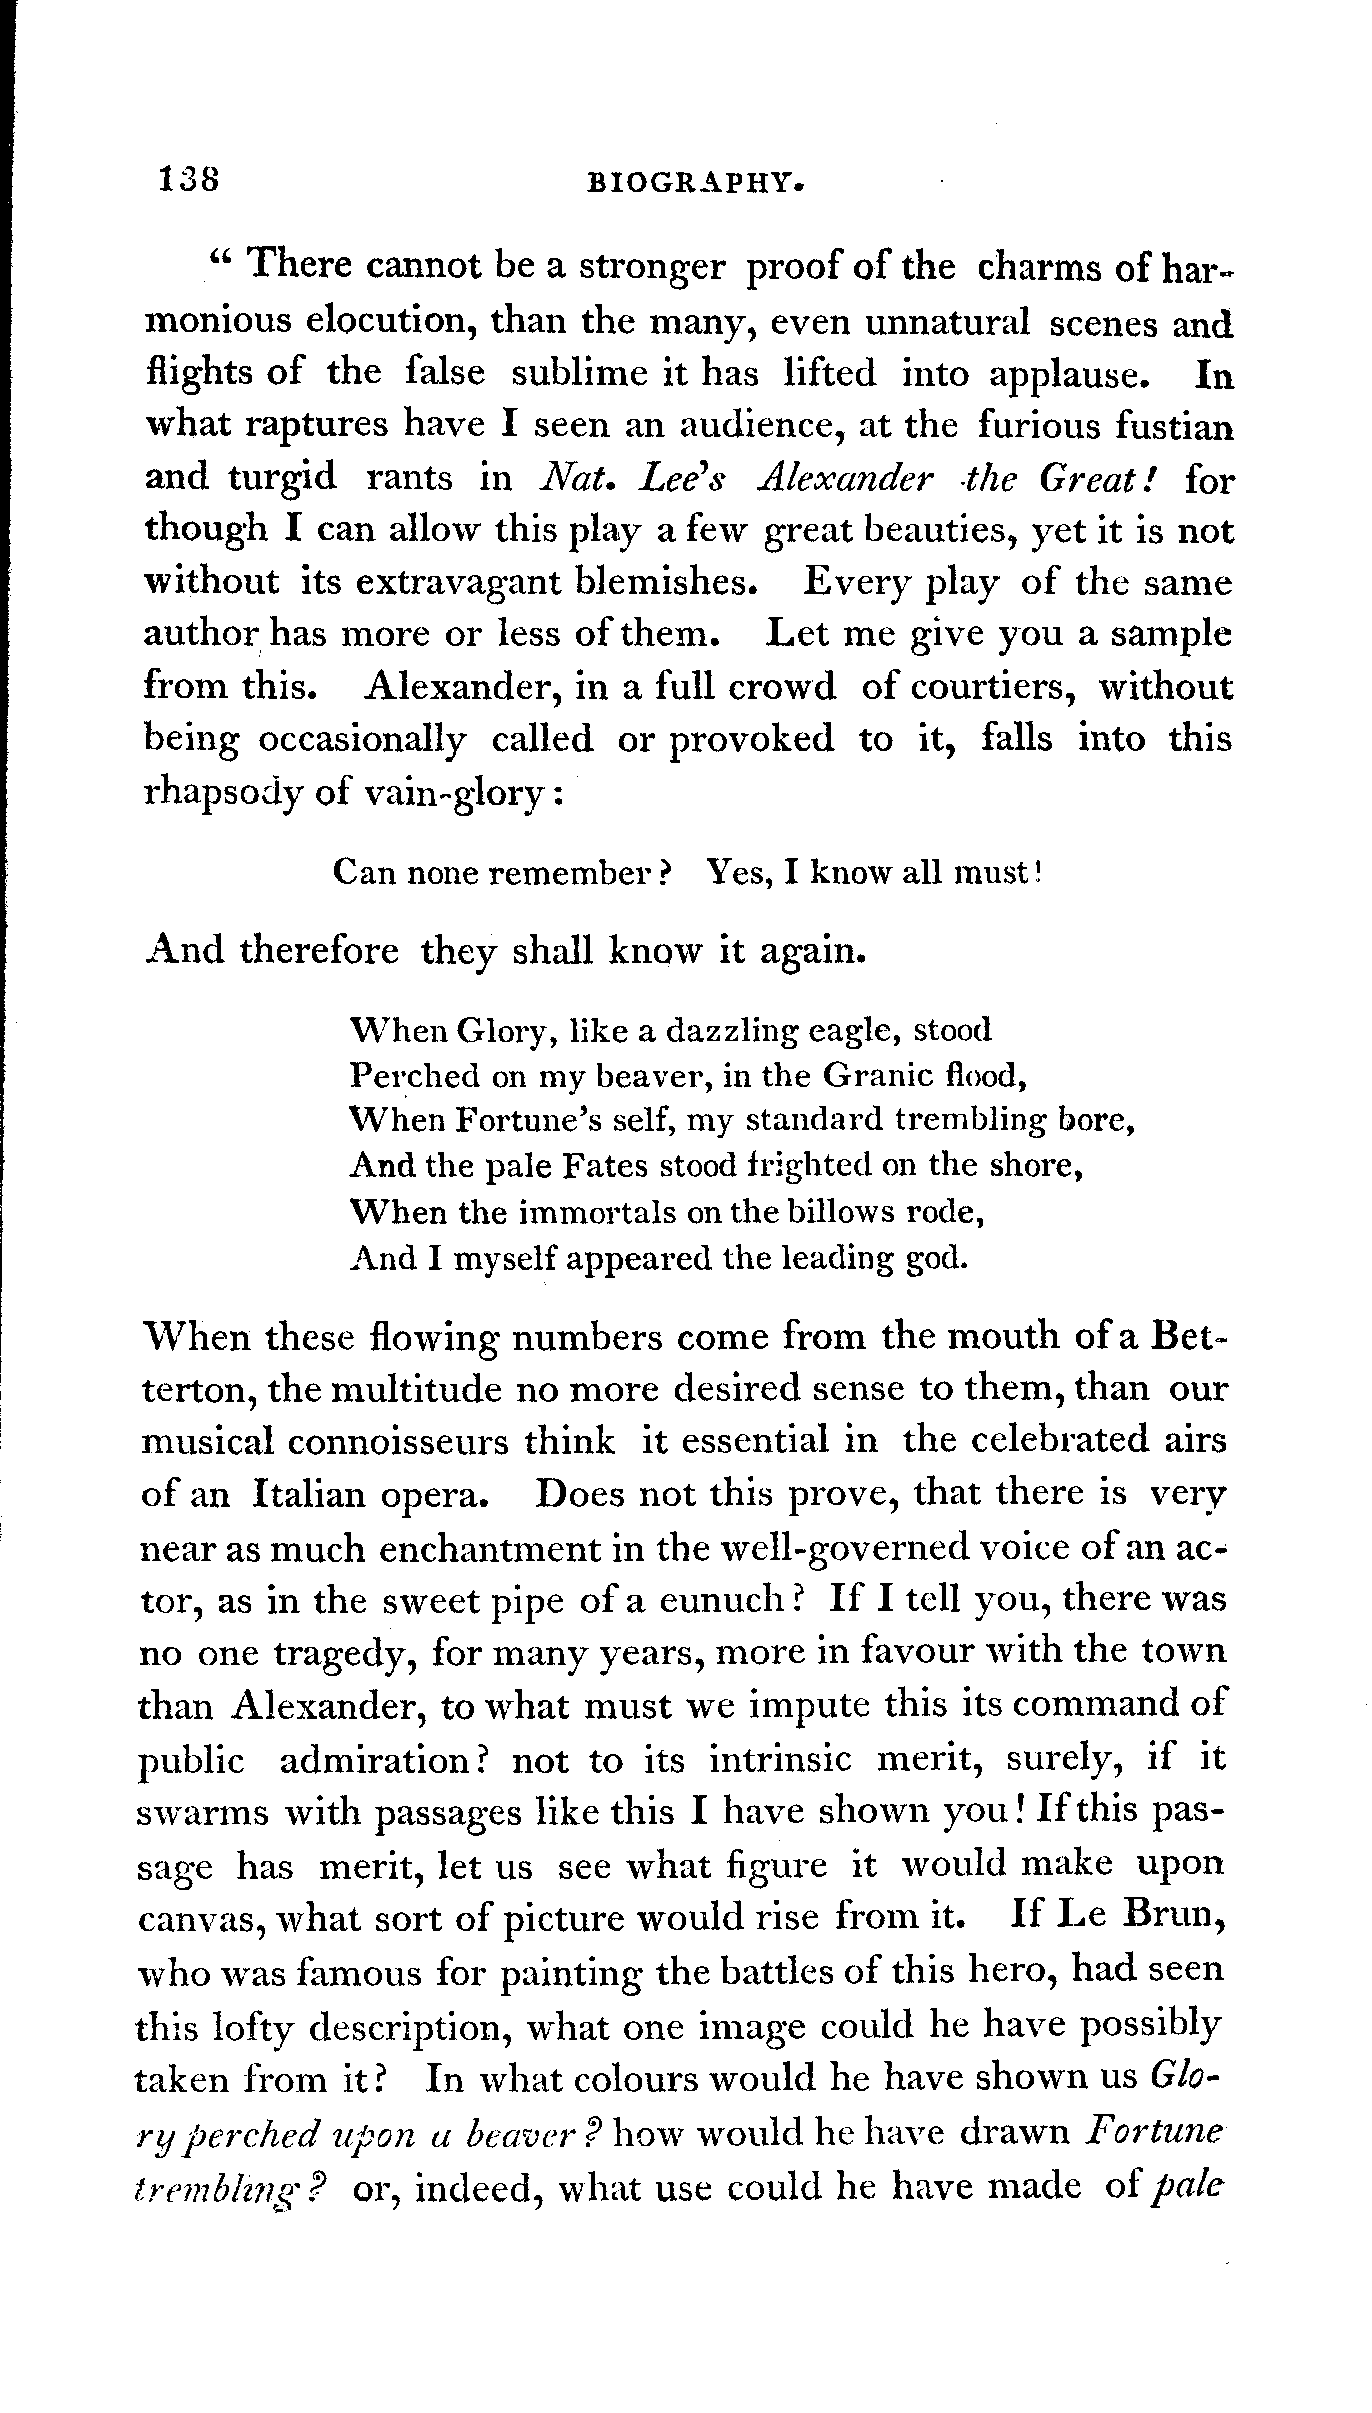 138 BIOGRAPHY.
“ There cannot be a stronger proof of the charms of har-
monious elocution, than the many, even unnatural scenes and
flights of the false sublime it has lifted into applause. In
what raptures have I seen an audience, at the furious fustian
and turgid rants in Nat. Lee's Alexander the Great! for
though I can allow this play a few great beauties, yet it is not
without its extravagant blemishes. Every play of the same
author has more or less of them. Let me give you a sample
from this. Alexander, in a full crowd of courtiers, without
being occasionally called or provoked to it, falls into this
rhapsody of vain-glory :
Can none remember ? Yes, I know all must !
And therefore they shall know it again.
When Glory, like a dazzling eagle, stood
Perched on my beaver, in the Granic flood,
When Fortune's self, my standard trembling bore,
And the pale Fates stood frighted on the shore,
When the immortals on the billows rode,
And I myself appeared the leading god.
When these flowing numbers come from the mouth of a Bet-
terton, the multitude no more desired sense to them, than our
musical connoisseurs think it essential in the celebrated airs
of an Italian opera. Does not this prove, that there is very
near as much enchantment in the well-governed voice of an ac-
tor, as in the sweet pipe of a eunuch ? If I tell you, there was
no one tragedy, for many years, more in favour with the town
than Alexander, to what must we impute this its command of
public admiration ? not to its intrinsic merit, surely, if it
swarms with passages like this I have shown you ! If this pas-
sage has merit, let us see what figure it would make upon
canvas, what sort of picture would rise from it. If Le Brun,
who was famous for painting the battles of this hero, had seen
this lofty description, what one image could he have possibly
taken from it ? In what colours would he have shown us Glo-
ry perched upon a beaver ? how would he have drawn Fortune
trembling ? or, indeed, what use could he have made of pale